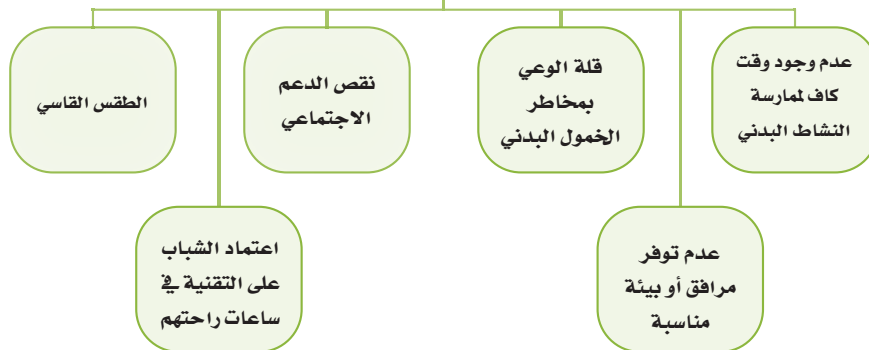 عدم وجود وقت
كاف لممارسة
النشاط البدني
قلة الوعي
بمخاطر
الخمول البدني
نقص الدعم
الاجتماعي
الطقس القاسي
عدم توفر
مرافق أو بيئة
مناسبة
اعتماد الشباب
على التقنية في
ساعات راحتهم